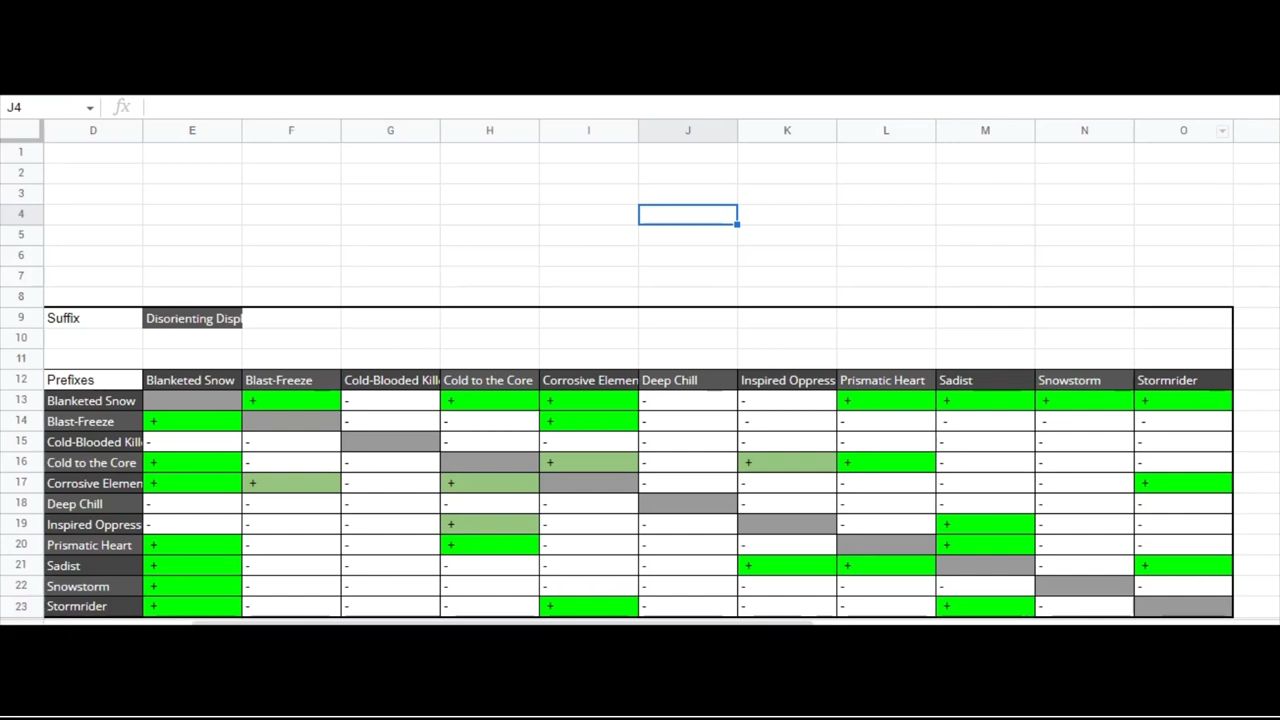 J4 fx
D E F G H I J K L M N O
1
2
3
4
5
6
7
8
9 Suffix Disorienting Displ
10
11
12 Prefixes Blanketed Snow Blast-Freeze Cold-Blooded Kill Cold to the Core Corrosive Elemen Deep Chill Inspired Oppress Prismatic Heart Sadist Snowstorm Stormrider
13 Blanketed Snow + - + + - - + + + +
14 Blast-Freeze + - - + - - - - - -
15 Cold-Blooded Kill - - - - - - - - - -
16 Cold to the Core + - - + - + + - - -
17 Corrosive Elemen + + - + - - - - - +
18 Deep Chill - - - - - - - - - -
19 Inspired Oppress - - - + - - - + - -
20 Prismatic Heart + - - + - - - + - -
21 Sadist + - - - - - + + - +
22 Snowstorm + - - - - - - - - -
23 Stormrider + - - - + - - - + -